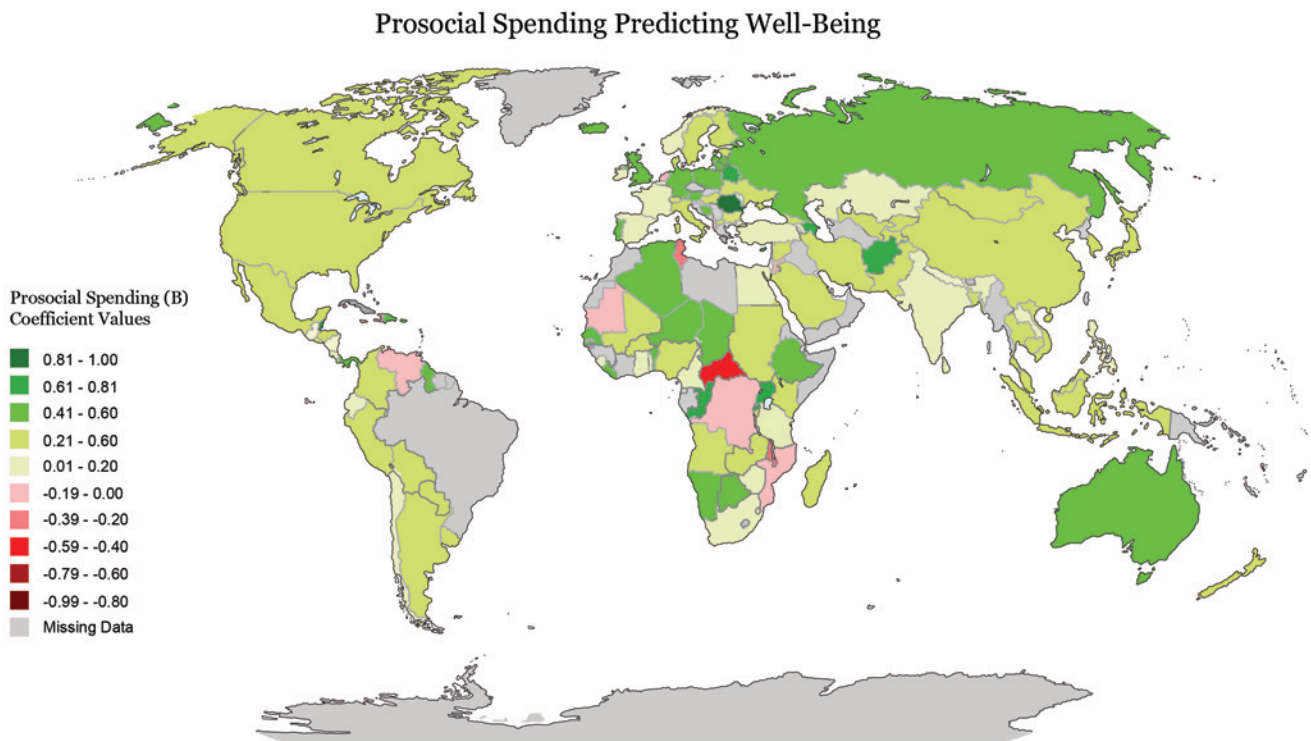 Prosocial Spending Predicting Well-Being
Prosocial Spending (B)
Coefficient Values
0.81 - 1.00
0.61 - 0.81
0.41 - 0.60
0.21 - 0.60
0.01 - 0.20
-0.19 - 0.00
-0.39 - -0.20
-0.59 - -0.40
-0.79 - -0.60
-0.99 - -0.80
Missing Data